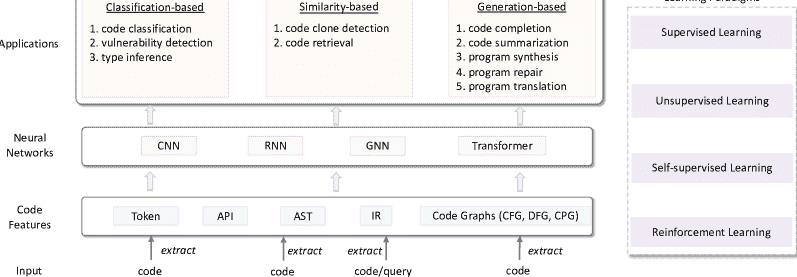 Classification-based
1. code classification
2. vulnerability detection
3. type inference
Similarity-based
1. code clone detection
2. code retrieval
Generation-based
1. code completion
2. code summarization
3. program synthesis
4. program repair
5. program translation
Applications
Neural
Networks
CNN
RNN
GNN
Transformer
Code
Features
Token
API
AST
IR
Code Graphs (CFG, DFG, CPG)
extract
extract
extract
extract
Input
code
code
code/query
code
Learning Paradigms
Supervised Learning
Unsupervised Learning
Self-supervised Learning
Reinforcement Learning